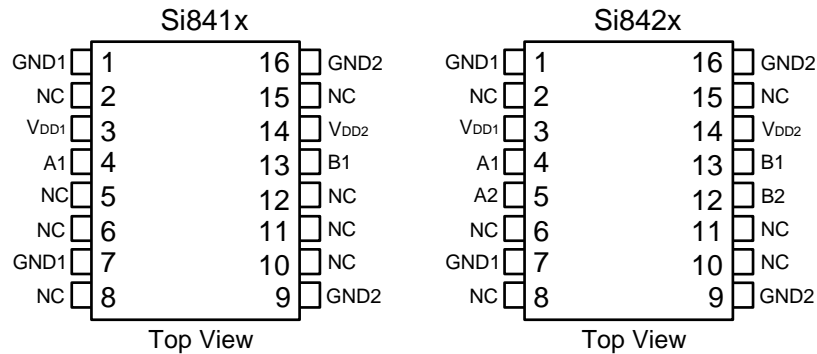 Si841x
GND1 1 16 GND2
NC 2 15 NC
VDD1 3 14 VDD2
A1 4 13 B1
NC 5 12 NC
NC 6 11 NC
GND1 7 10 NC
NC 8 9 GND2
Top View
Si842x
GND1 1 16 GND2
NC 2 15 NC
VDD1 3 14 VDD2
A1 4 13 B1
A2 5 12 B2
NC 6 11 NC
GND1 7 10 NC
NC 8 9 GND2
Top View